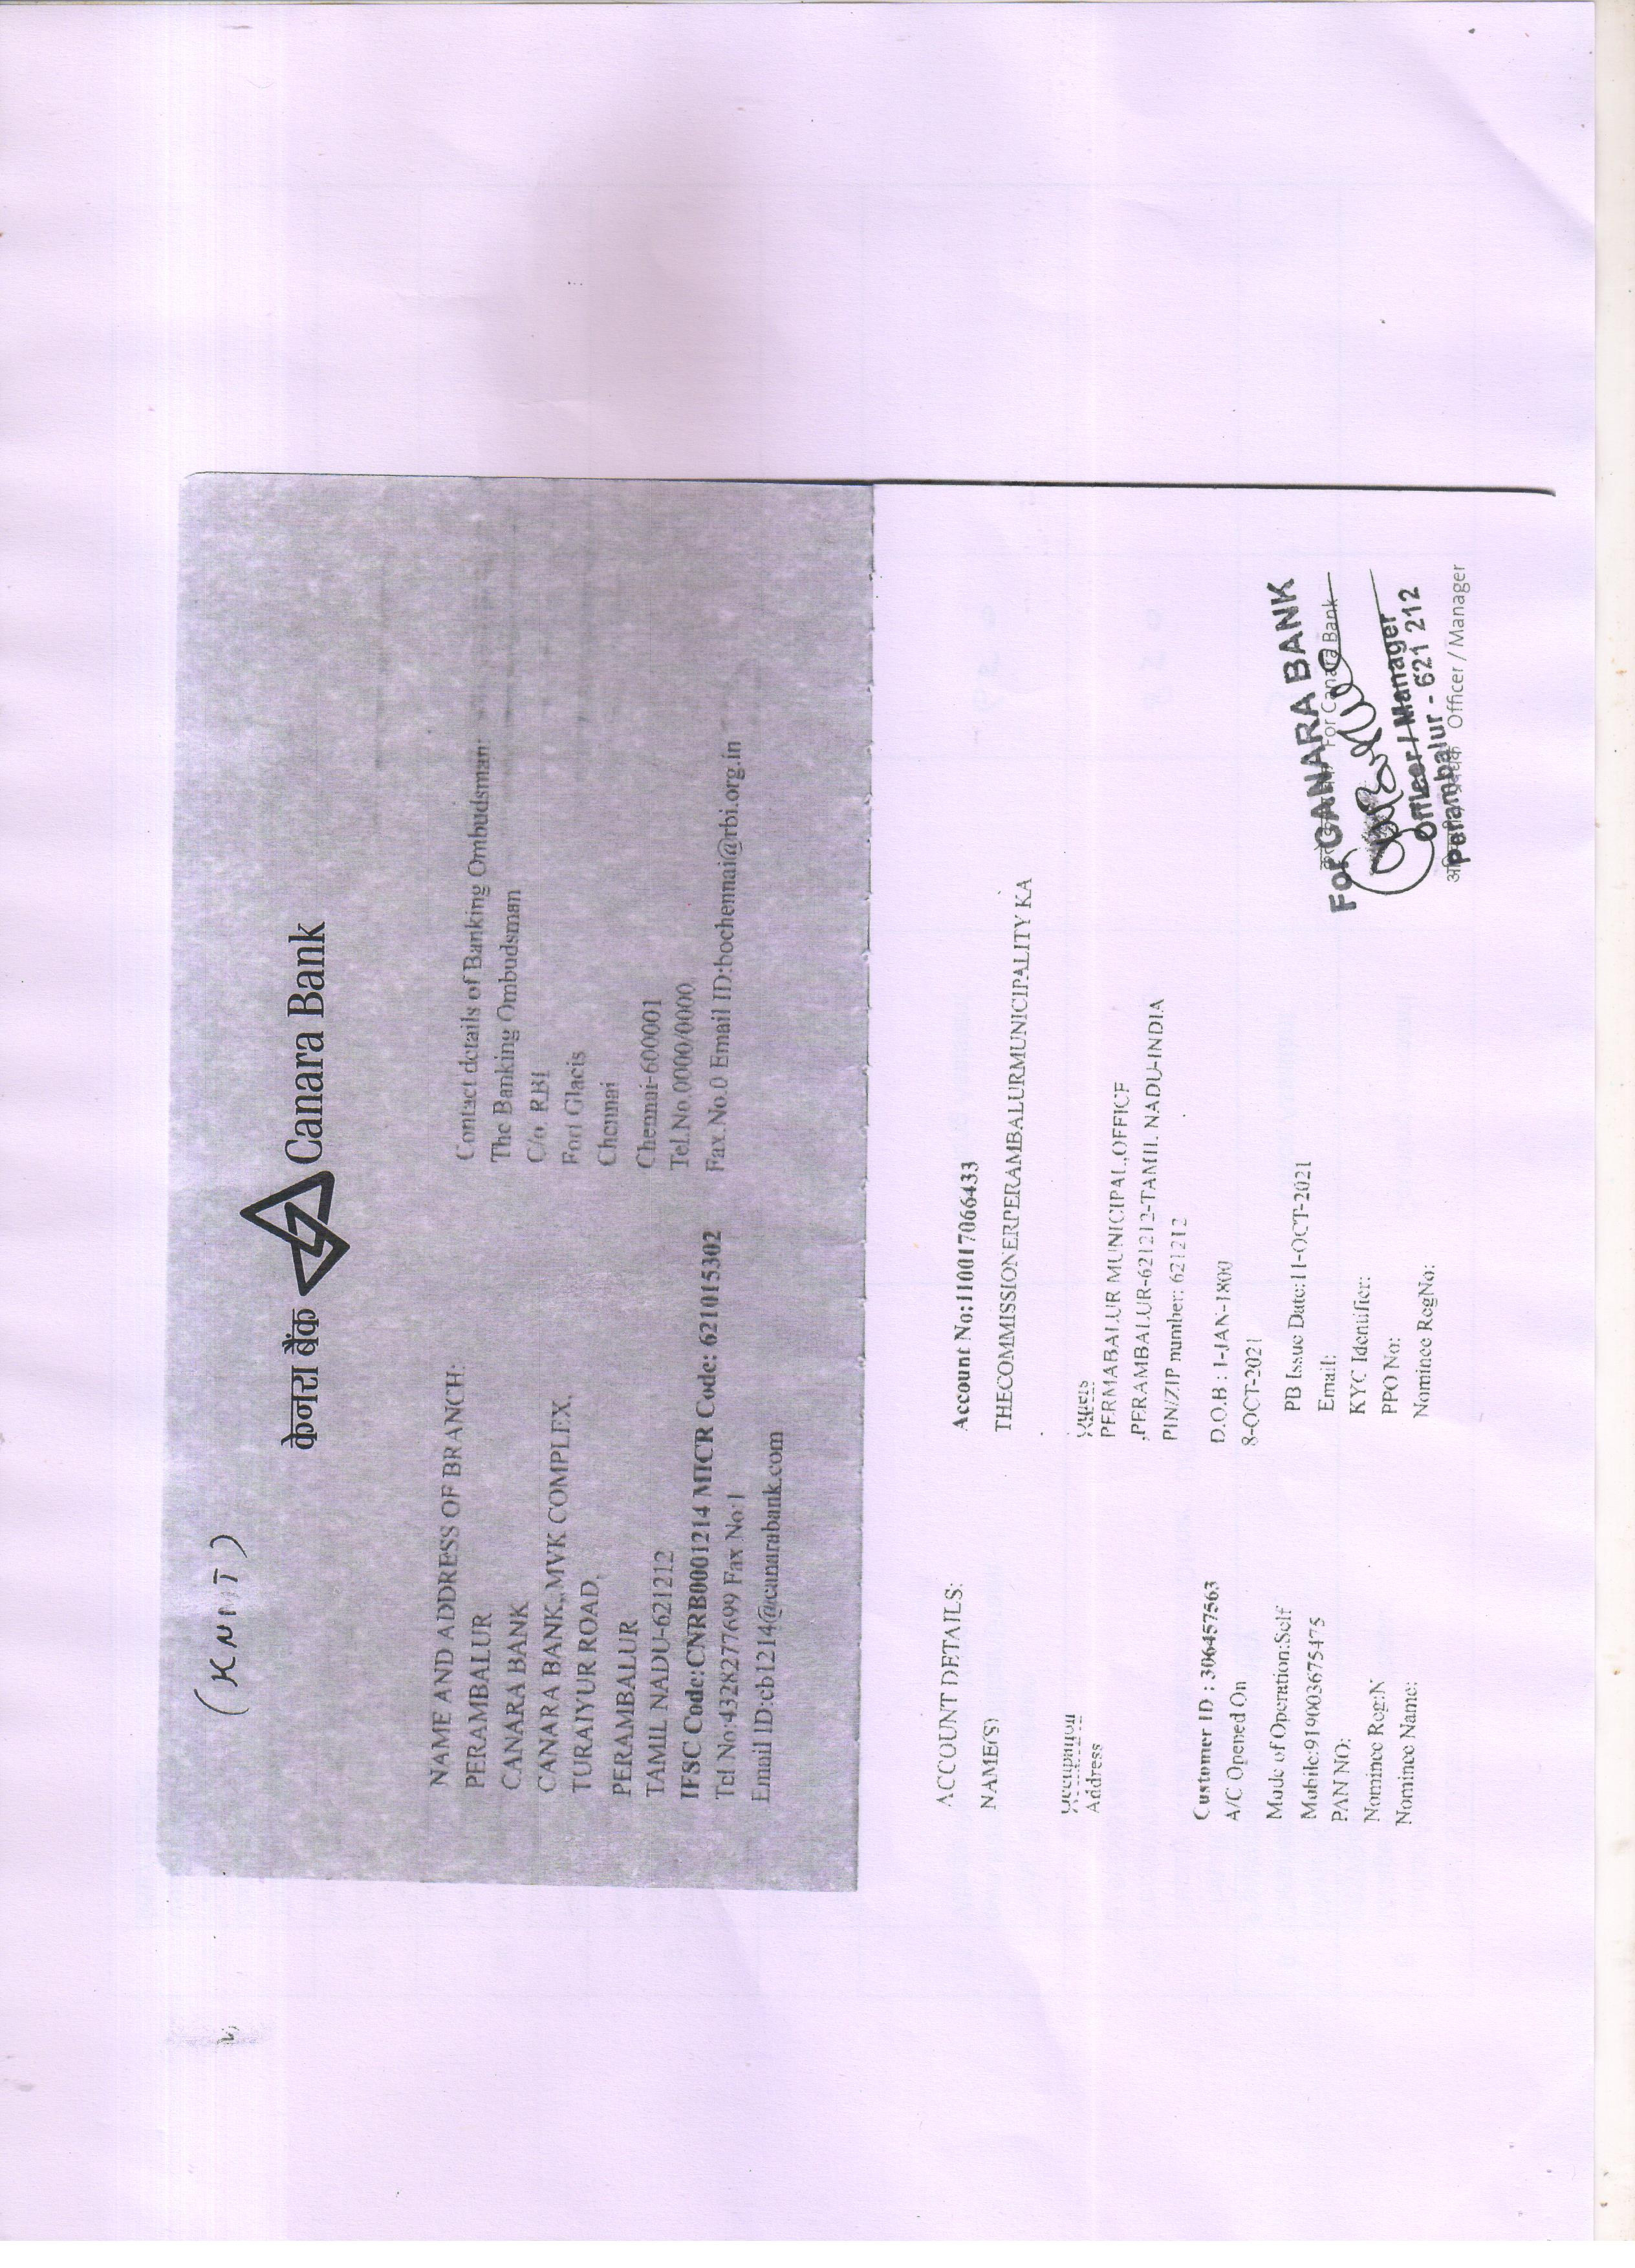 (KNMT)
केनरा बैंक Canara Bank
NAME AND ADDRESS OF BRANCH:
PERAMBALUR
CANARA BANK
CANARA BANK,,MVK COMPLEX,
TURAIYUR ROAD,
PERAMBALUR
TAMIL NADU-621212
IFSC Code:CNRB0001214 MICR Code: 621015302
Tel No:4328277699 Fax No:1
Email ID:cb1214@canarabank.com
Contact details of Banking Ombudsman:
The Banking Ombudsman
C/o. RBI
Fort Glacis
Chennai
Chennai-600001
Tel.No.0000/0000
Fax.No.0 Email ID:bochennai@rbi.org.in
ACCOUNT DETAILS: Account No:110017066433
NAME(S) THECOMMISSIONERPERAMBALURMUNICIPALITY KA
Occupation
Address PERMABALUR MUNICIPAL,OFFICE
,PERAMBALUR-621212-TAMIL NADU-INDIA
PIN/ZIP number: 621212
Customer ID : 306457563 D.O.B : 1-JAN-1800
A/C Opened On 8-OCT-2021
Mode of Operation:Self PB Issue Date:11-OCT-2021
Mobile:919003675475 Email:
PAN NO: KYC Identifier:
Nominee Reg:N PPO No:
Nominee Name: Nominee RegNo:
For CANARA BANK
For Canara Bank
Officer / Manager
Perambalur - 621 212
Officer / Manager